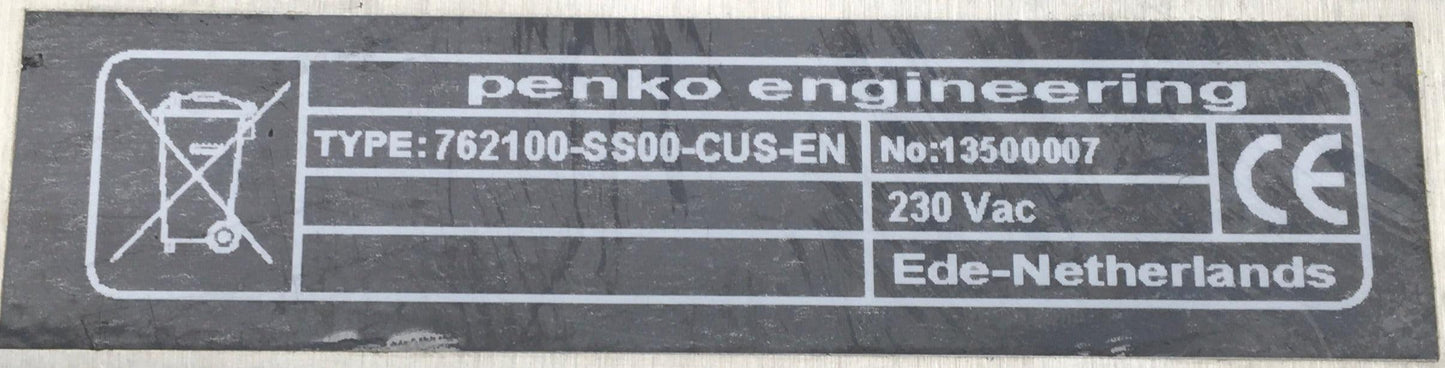 penko engineering
TYPE: 762100-SS00-CUS-EN
No:13500007
CE
230 Vac
Ede-Netherlands